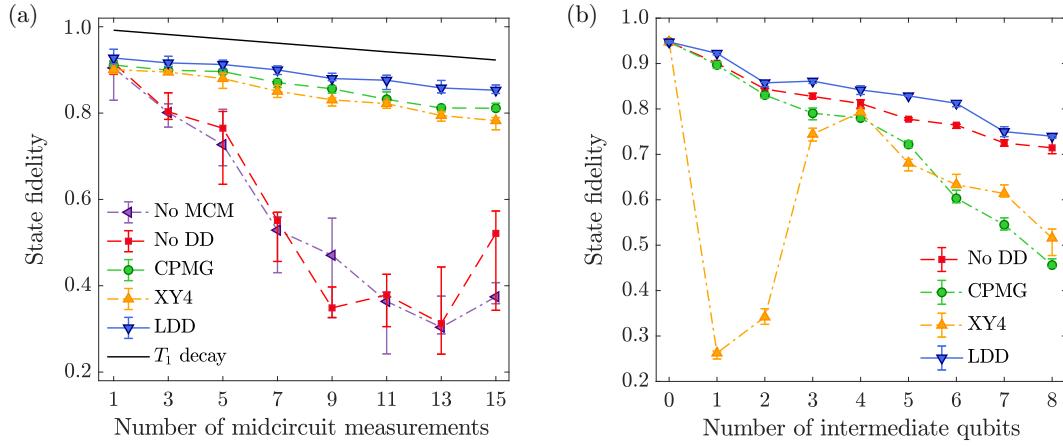 (a)
1.0
0.8
0.6
0.4
0.2
State fidelity
No MCM
No DD
CPMG
XY4
LDD
T₁ decay
1 3 5 7 9 11 13 15
Number of midcircuit measurements
(b)
1.0
0.9
0.8
0.7
0.6
0.5
0.4
0.3
0.2
State fidelity
No DD
CPMG
XY4
LDD
0 1 2 3 4 5 6 7 8
Number of intermediate qubits